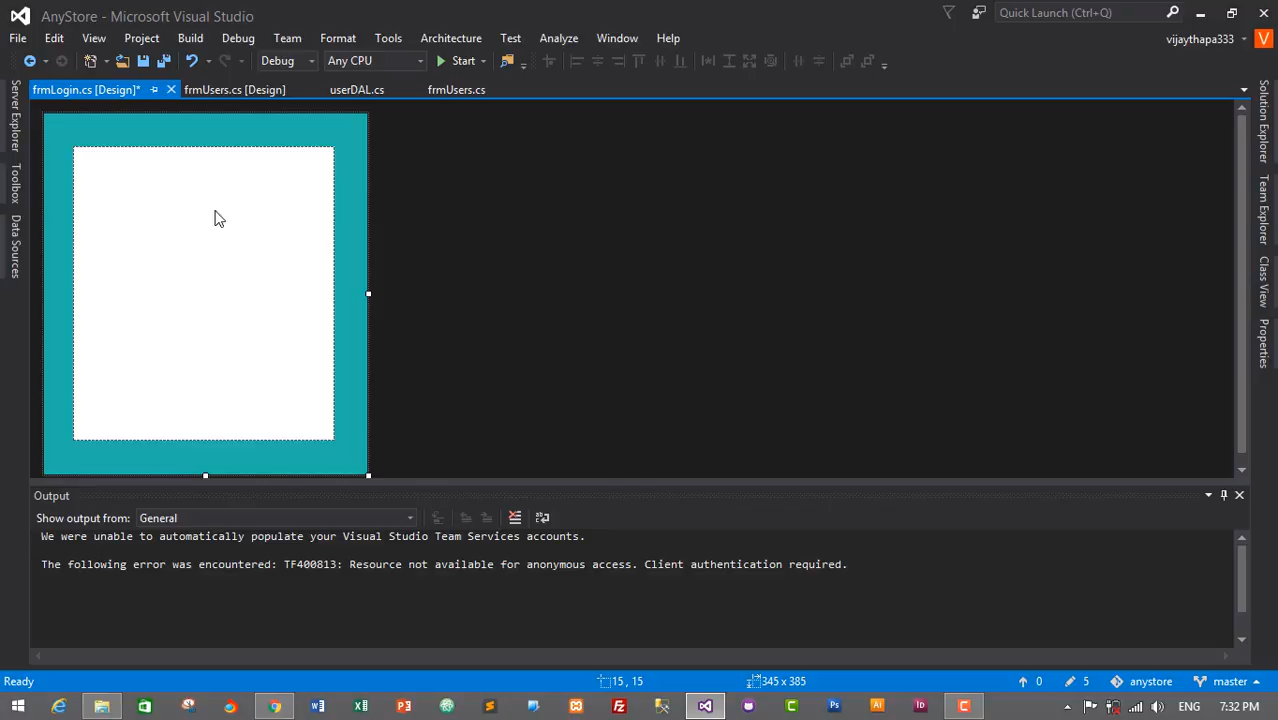 AnyStore - Microsoft Visual Studio
Quick Launch (Ctrl+Q)
File Edit View Project Build Debug Team Format Tools Architecture Test Analyze Window Help
vijaythapa333 V
Debug Any CPU Start
frmLogin.cs [Design]* frmUsers.cs [Design] userDAL.cs frmUsers.cs
Server Explorer
Toolbox
Data Sources
Solution Explorer
Team Explorer
Class View
Properties
Output
Show output from: General
We were unable to automatically populate your Visual Studio Team Services accounts.
The following error was encountered: TF400813: Resource not available for anonymous access. Client authentication required.
Ready 15 , 15 345 x 385 0 5 anystore master
ENG 7:32 PM